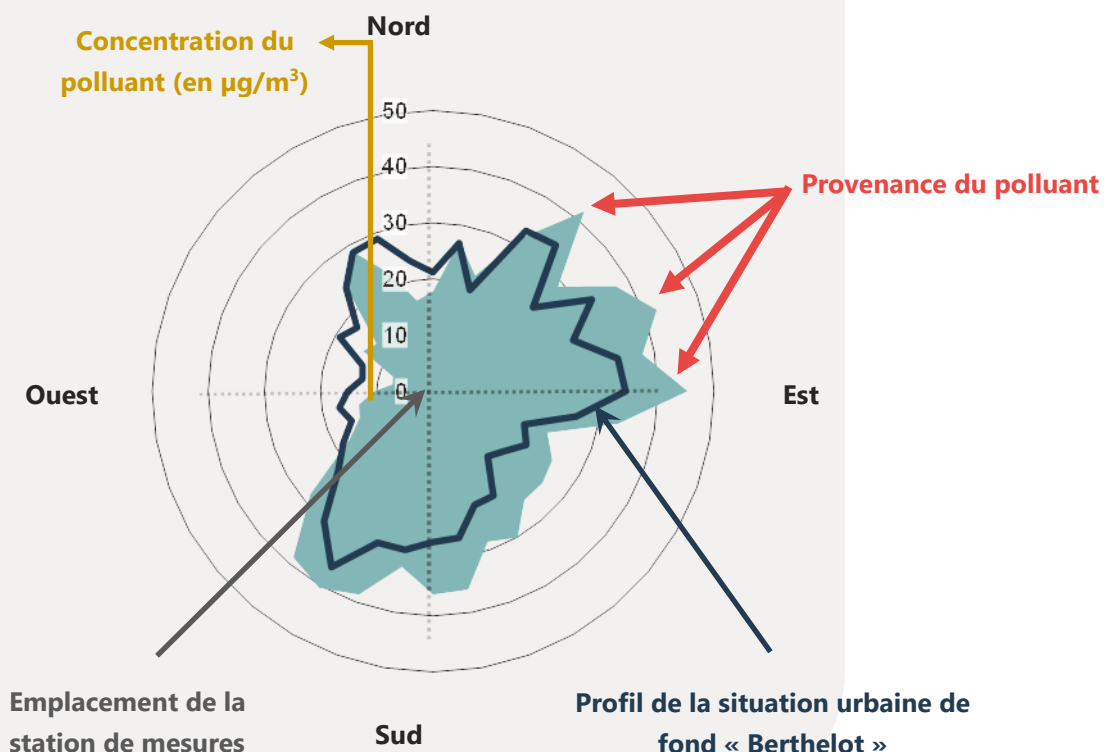 Nord
Concentration du
polluant (en µg/m³)
50
40
30
20
10
0
Provenance du polluant
Ouest
Est
Emplacement de la
station de mesures
Sud
Profil de la situation urbaine de
fond « Berthelot »